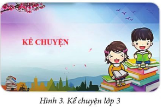 KỂ CHUYỆN
Hình 3. Kể chuyện lớp 3